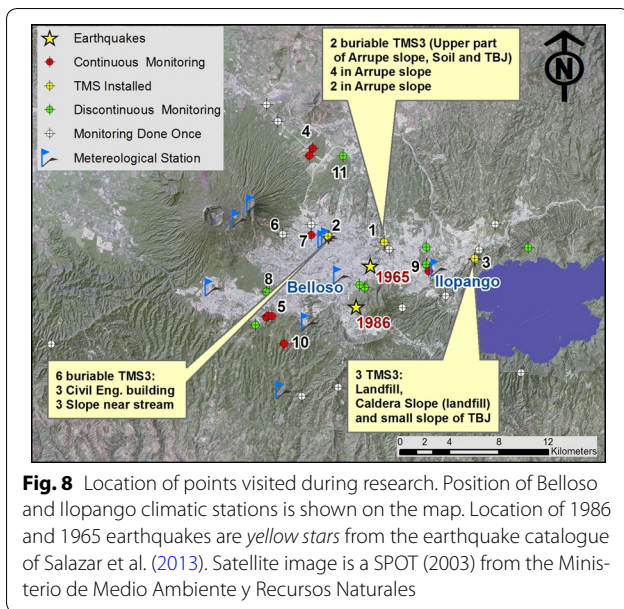 Earthquakes
Continuous Monitoring
TMS Installed
Discontinuous Monitoring
Monitoring Done Once
Metereological Station
2 buriable TMS3 (Upper part
of Arrupe slope, Soil and TBJ)
4 in Arrupe slope
2 in Arrupe slope
N
4
11
6
7
2
1
1965
9
Ilopango
3
Belloso
8
5
1986
10
6 buriable TMS3:
3 Civil Eng. building
3 Slope near stream
3 TMS3:
Landfill,
Caldera Slope (landfill)
and small slope of TBJ
0 2 4 8 12
Kilometers
Fig. 8 Location of points visited during research. Position of Belloso
and Ilopango climatic stations is shown on the map. Location of 1986
and 1965 earthquakes are yellow stars from the earthquake catalogue
of Salazar et al. (2013). Satellite image is a SPOT (2003) from the Minis-
terio de Medio Ambiente y Recursos Naturales